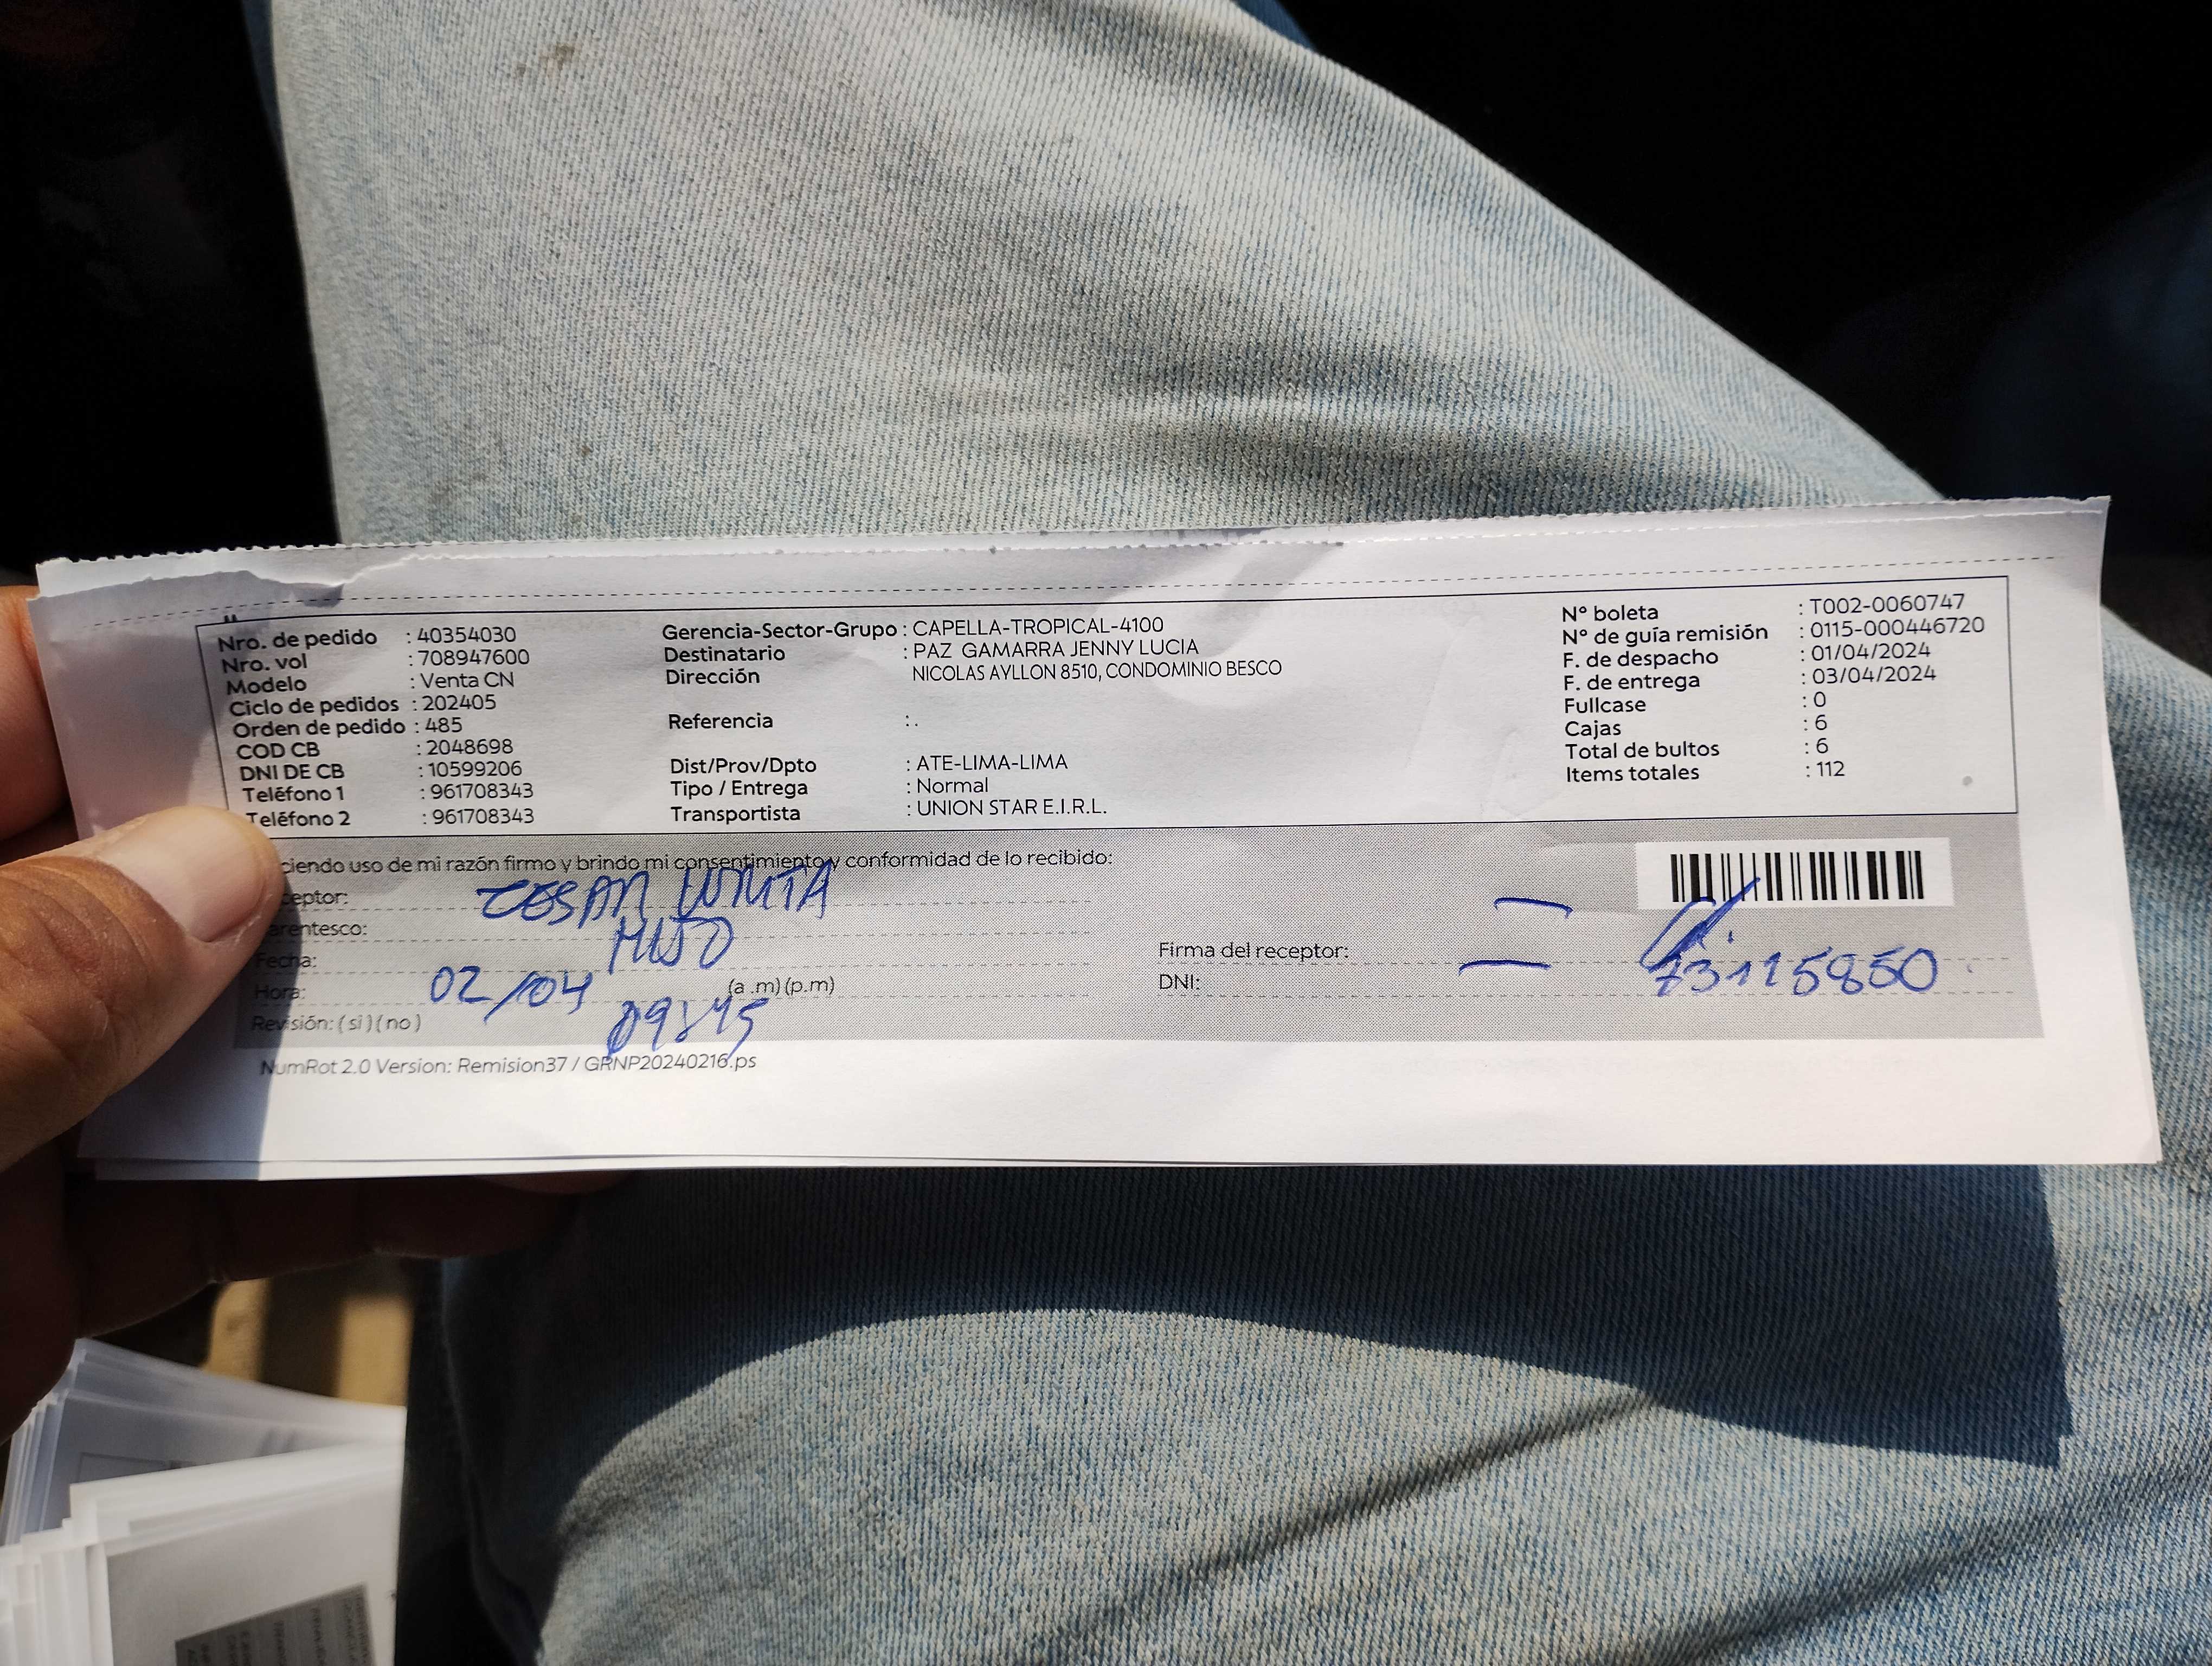 Nro. de pedido : 40354030
Nro. vol : 708947600
Modelo : Venta CN
Ciclo de pedidos : 202405
Orden de pedido : 485
COD CB : 2048698
DNI DE CB : 10599206
Teléfono 1 : 961708343
Teléfono 2 : 961708343
Gerencia-Sector-Grupo : CAPELLA-TROPICAL-4100
Destinatario : PAZ GAMARRA JENNY LUCIA
Dirección NICOLAS AYLLON 8510, CONDOMINIO BESCO
Referencia : .
Dist/Prov/Dpto : ATE-LIMA-LIMA
Tipo / Entrega : Normal
Transportista : UNION STAR E.I.R.L.
N° boleta : T002-0060747
N° de guía remisión : 0115-000446720
F. de despacho : 01/04/2024
F. de entrega : 03/04/2024
Fullcase : 0
Cajas : 6
Total de bultos : 6
Items totales : 112
ciendo uso de mi razón firmo y brindo mi consentimiento y conformidad de lo recibido:
ceptor: CESAR
arentesco: HIJO
Fecha: 02/04
Hora: 09:45 (a.m) (p.m)
Revisión: ( si ) ( no )
Firma del receptor:
DNI: 73125850
NumRot 2.0 Version: Remision37 / GRNP20240216.ps